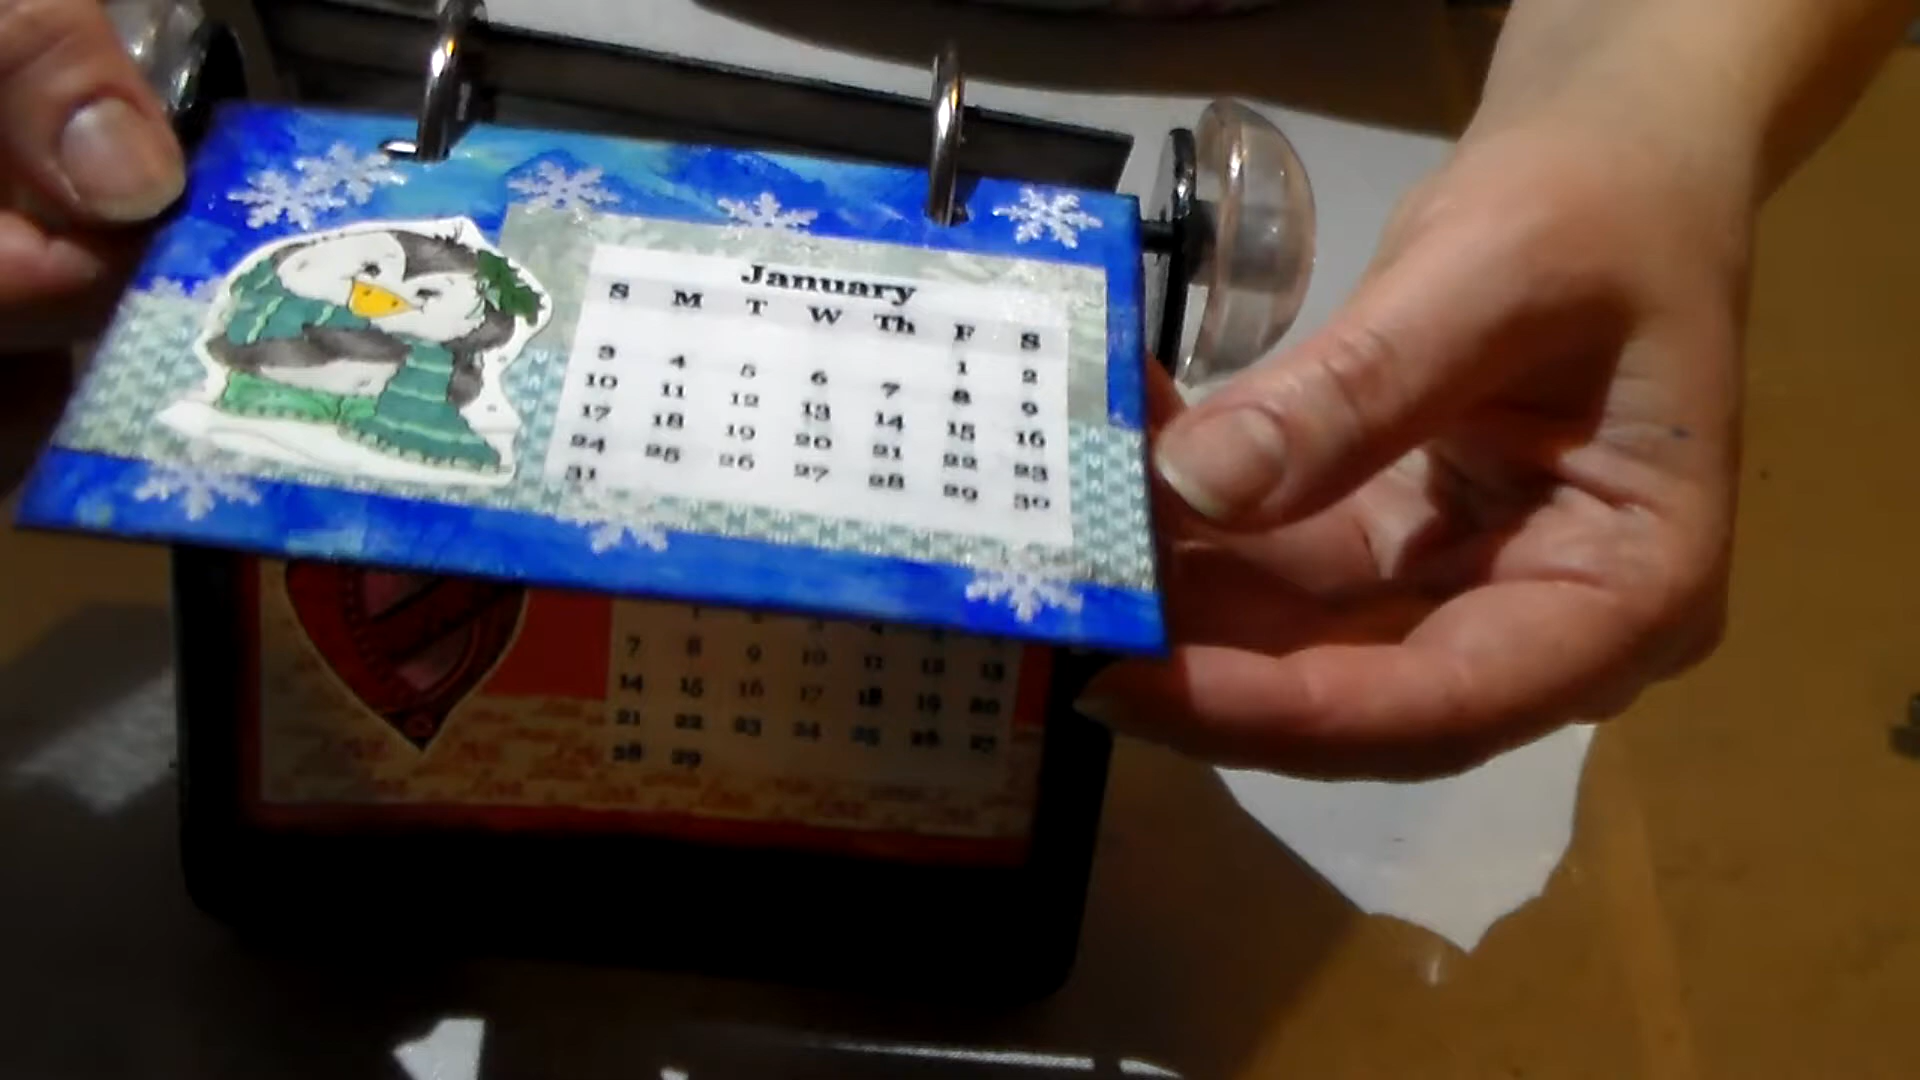 January
S M T W Th F S
1 2
3 4 5 6 7 8 9
10 11 12 13 14 15 16
17 18 19 20 21 22 23
24 25 26 27 28 29 30
31
7 8 9 10 11 12 13
14 15 16 17 18 19 20
21 22 23 24 25 26 27
28 29